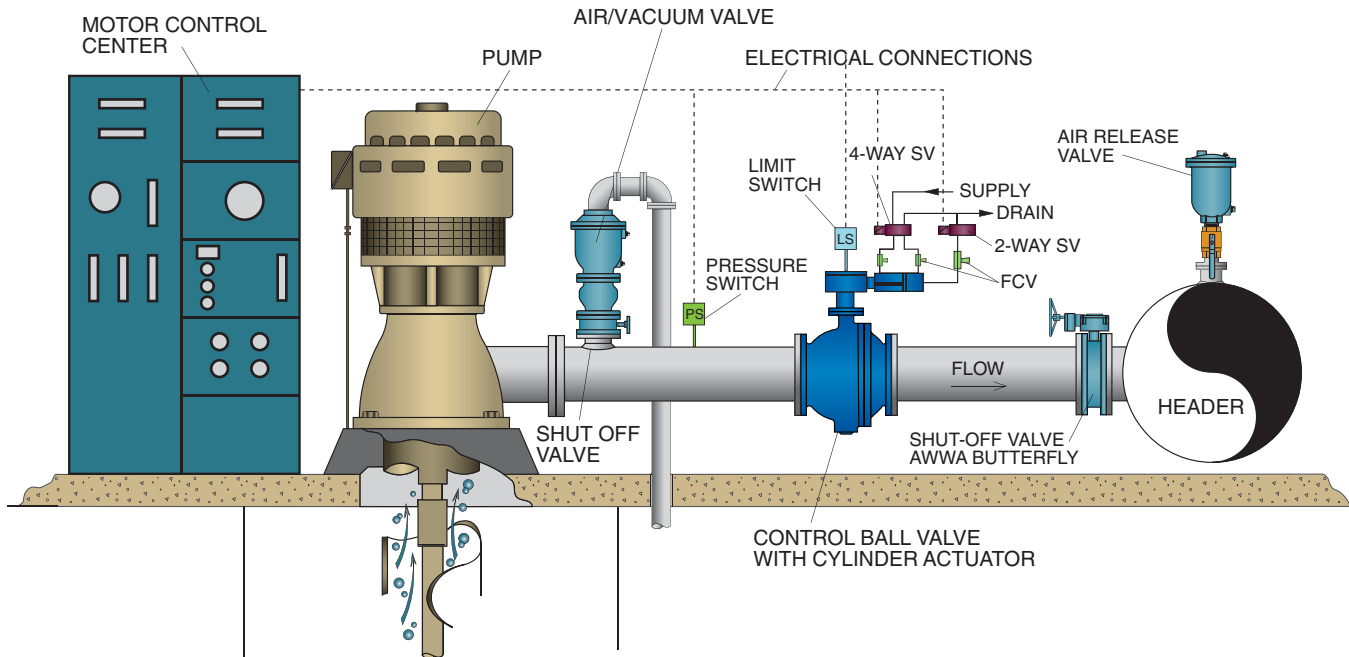 MOTOR CONTROL
CENTER
AIR/VACUUM VALVE
PUMP
ELECTRICAL CONNECTIONS
4-WAY SV
AIR RELEASE
VALVE
LIMIT
SWITCH
SUPPLY
DRAIN
LS
2-WAY SV
PRESSURE
SWITCH
FCV
PS
FLOW
HEADER
SHUT OFF
VALVE
SHUT-OFF VALVE
AWWA BUTTERFLY
CONTROL BALL VALVE
WITH CYLINDER ACTUATOR